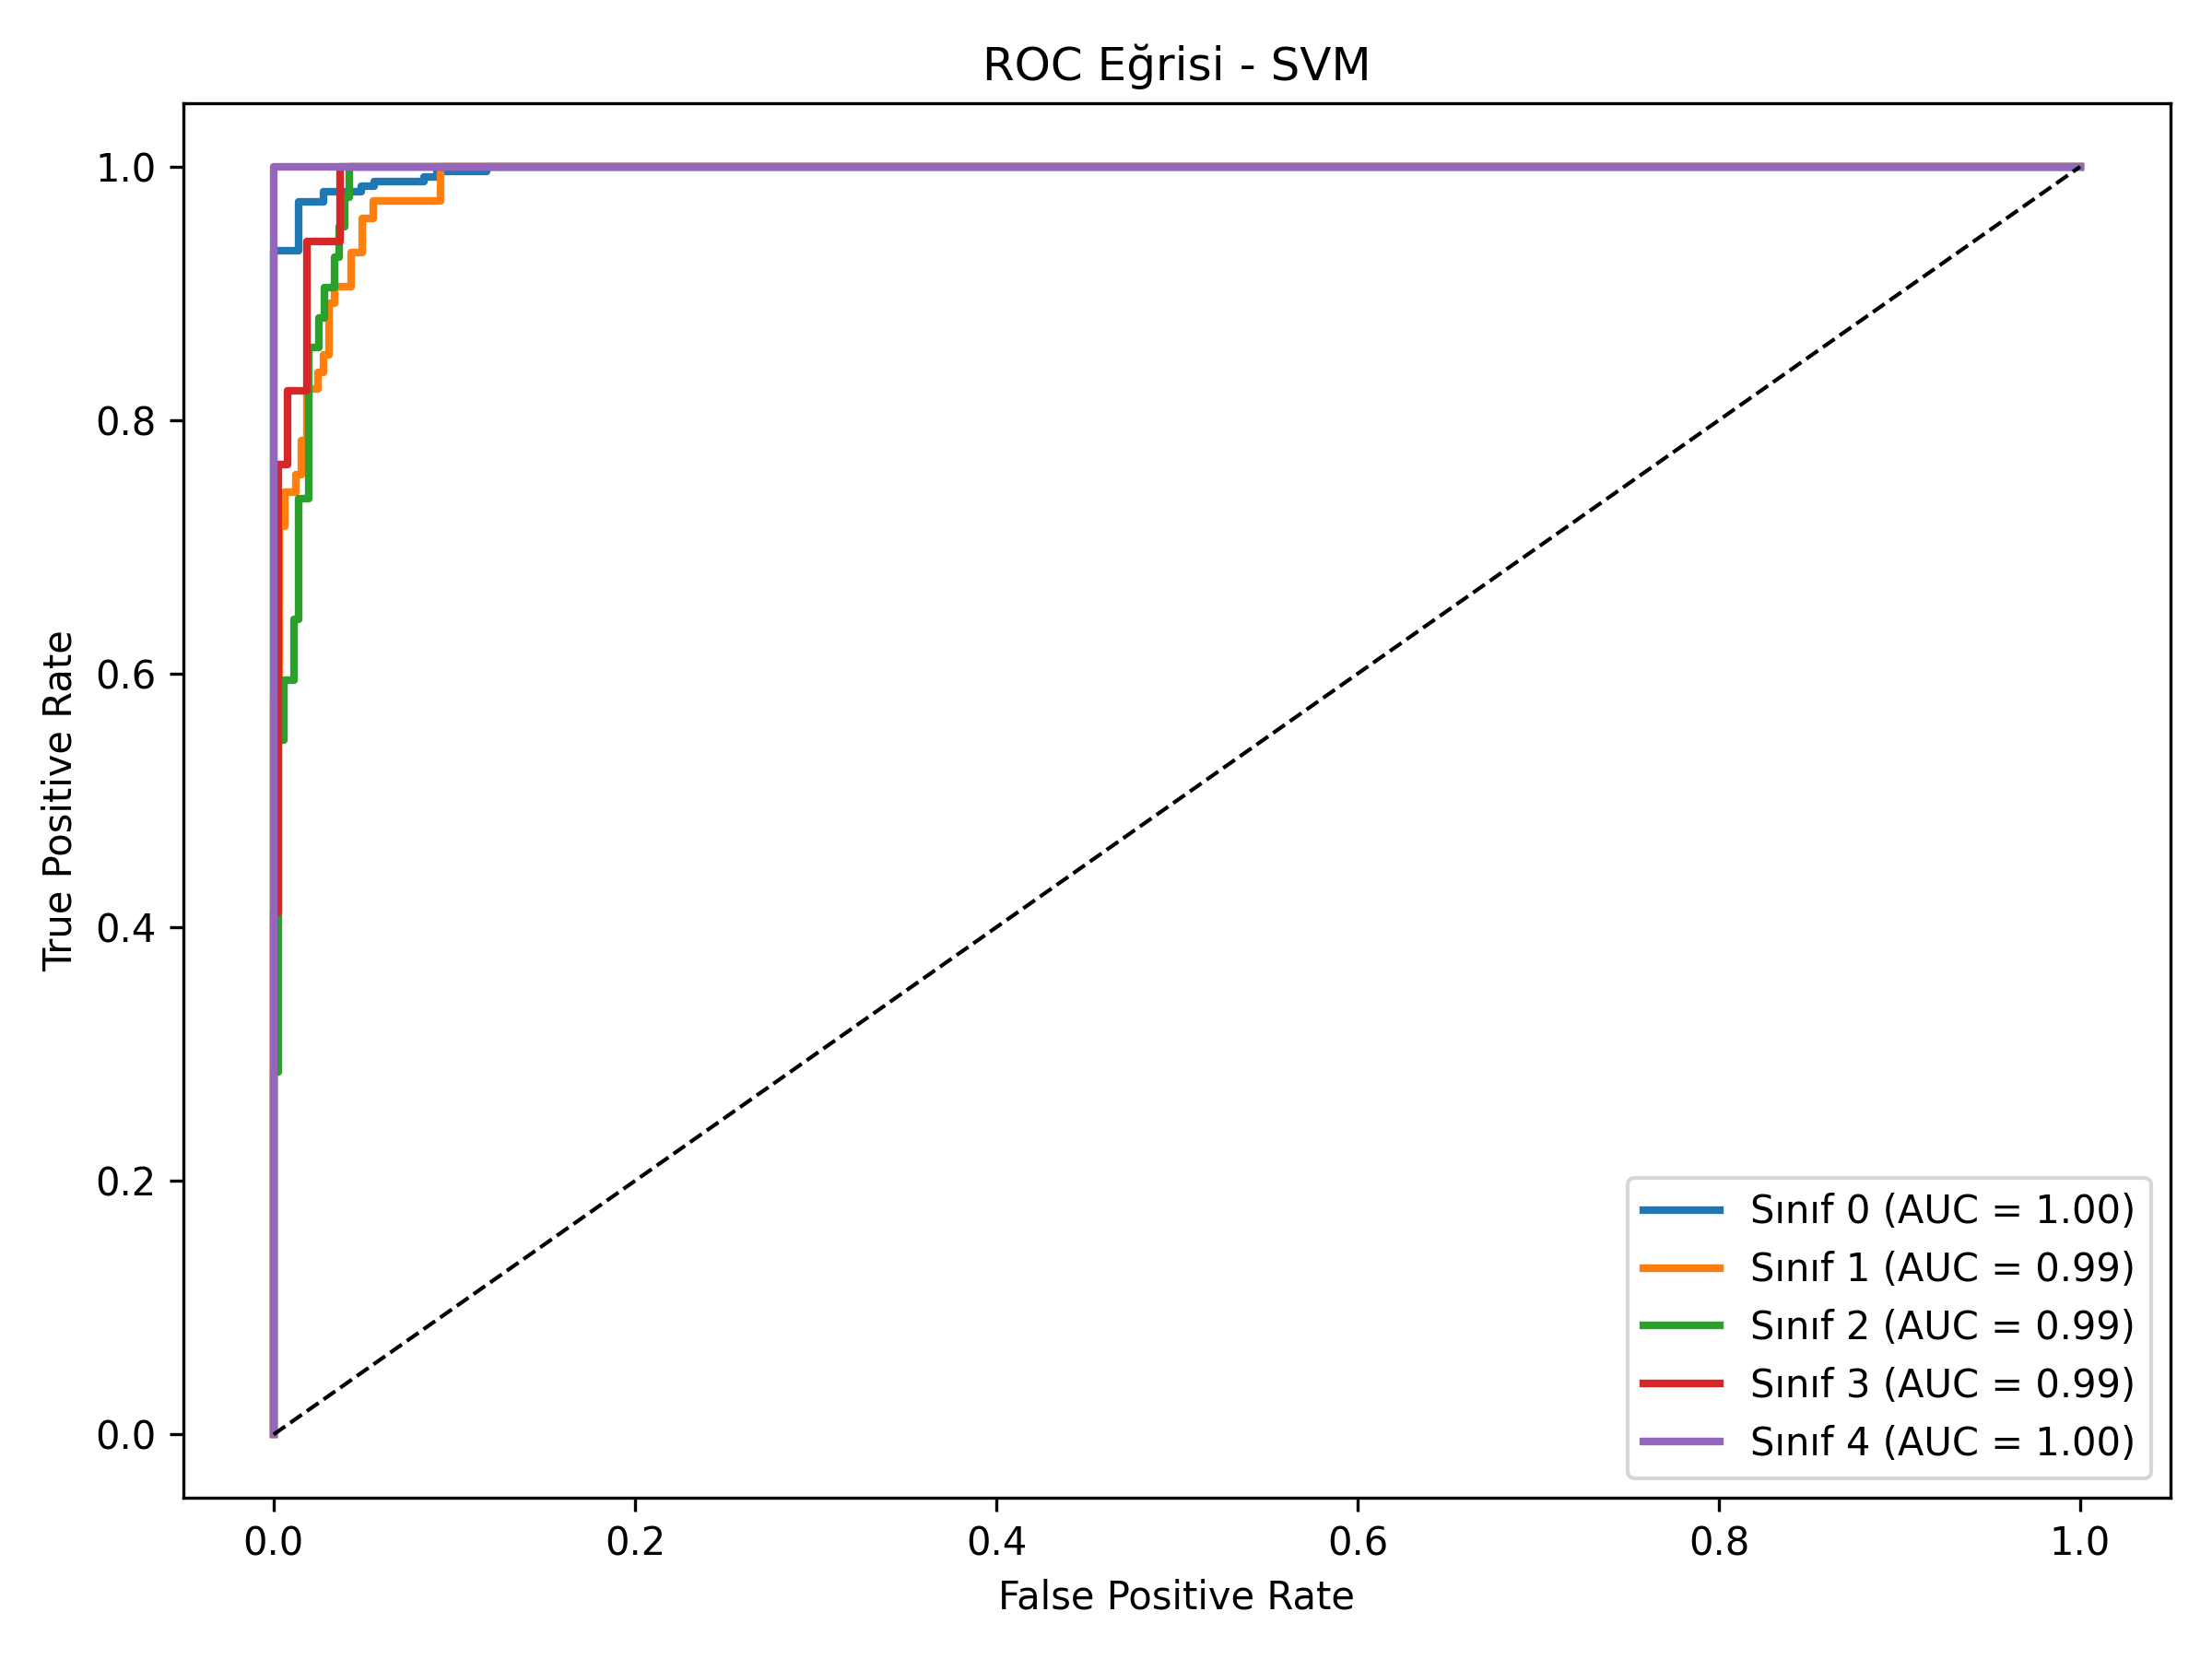 ROC Eğrisi - SVM
True Positive Rate
1.0
0.8
0.6
0.4
0.2
0.0
0.0 0.2 0.4 0.6 0.8 1.0
False Positive Rate
Sınıf 0 (AUC = 1.00)
Sınıf 1 (AUC = 0.99)
Sınıf 2 (AUC = 0.99)
Sınıf 3 (AUC = 0.99)
Sınıf 4 (AUC = 1.00)